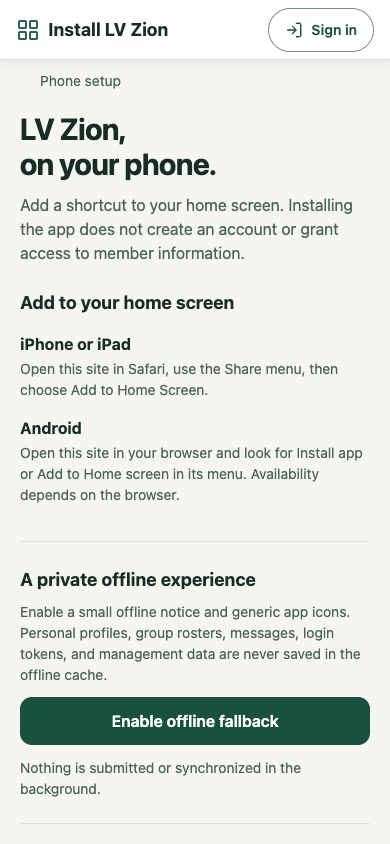 Install LV Zion
Sign in
Phone setup
LV Zion,
on your phone.
Add a shortcut to your home screen. Installing
the app does not create an account or grant
access to member information.
Add to your home screen
iPhone or iPad
Open this site in Safari, use the Share menu, then
choose Add to Home Screen.
Android
Open this site in your browser and look for Install app
or Add to Home screen in its menu. Availability
depends on the browser.
A private offline experience
Enable a small offline notice and generic app icons.
Personal profiles, group rosters, messages, login
tokens, and management data are never saved in the
offline cache.
Enable offline fallback
Nothing is submitted or synchronized in the
background.